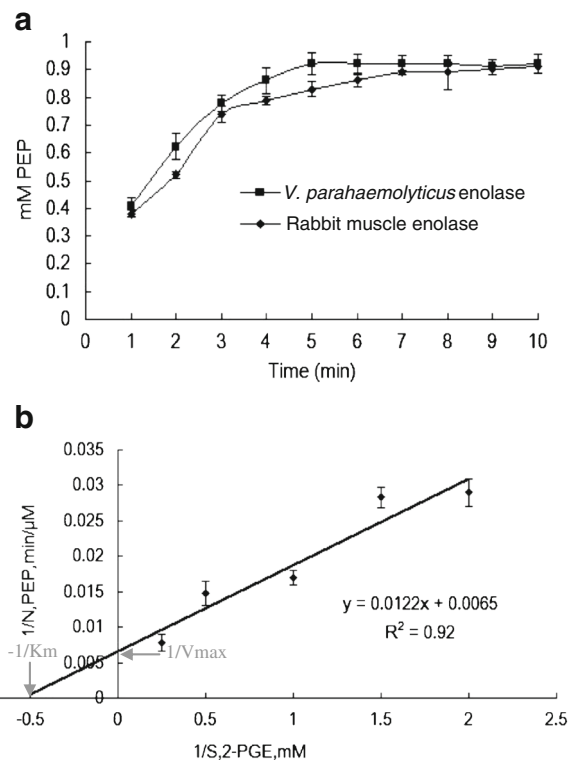 a
1
0.9
0.8
0.7
0.6
0.5
0.4
0.3
0.2
0.1
0
mM PEP
V. parahaemolyticus enolase
Rabbit muscle enolase
0 1 2 3 4 5 6 7 8 9 10
Time (min)
b
0.035
0.03
0.025
0.02
0.015
0.01
0.005
0
1/N,PEP,min/μM
y = 0.0122x + 0.0065
R² = 0.92
-1/Km
1/Vmax
-0.5 0 0.5 1 1.5 2 2.5
1/S,2-PGE,mM